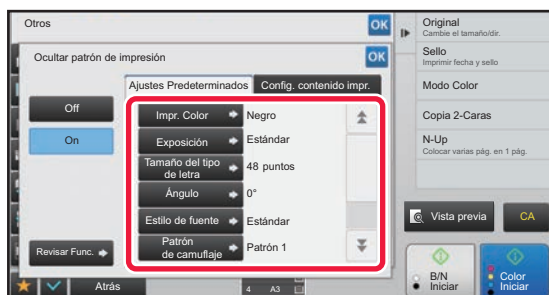 Otros
OK
Ocultar patrón de impresión
OK
Ajustes Predeterminados
Config. contenido impr.
Off
On
Impr. Color
Negro
Exposición
Estándar
Tamaño del tipo
de letra
48 puntos
Ángulo
0°
Estilo de fuente
Estándar
Patrón
de camuflaje
Patrón 1
Revisar Func.
Atrás
4 A3
Original
Cambie el tamaño/dir.
Sello
Imprimir fecha y sello
Modo Color
Copia 2-Caras
N-Up
Colocar varias pág. en 1 pág.
Vista previa
CA
B/N
Iniciar
Color
Iniciar